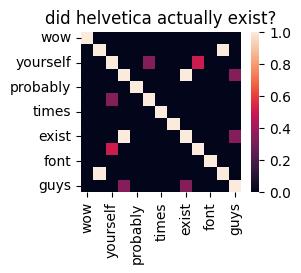 did helvetica actually exist?
wow
yourself
probably
times
exist
font
guys
1.0
0.8
0.6
0.4
0.2
0.0
wow
yourself
probably
times
exist
font
guys